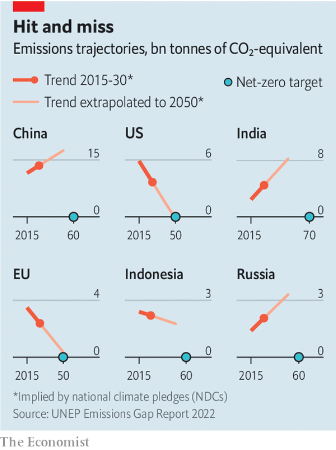 Hit and miss
Emissions trajectories, bn tonnes of CO₂-equivalent
Trend 2015-30*
Net-zero target
Trend extrapolated to 2050*
China
US
India
15
6
8
0
0
0
2015
60
2015
50
2015
70
EU
Indonesia
Russia
4
3
3
0
0
0
2015
50
2015
60
2015
60
*Implied by national climate pledges (NDCs)
Source: UNEP Emissions Gap Report 2022
The Economist